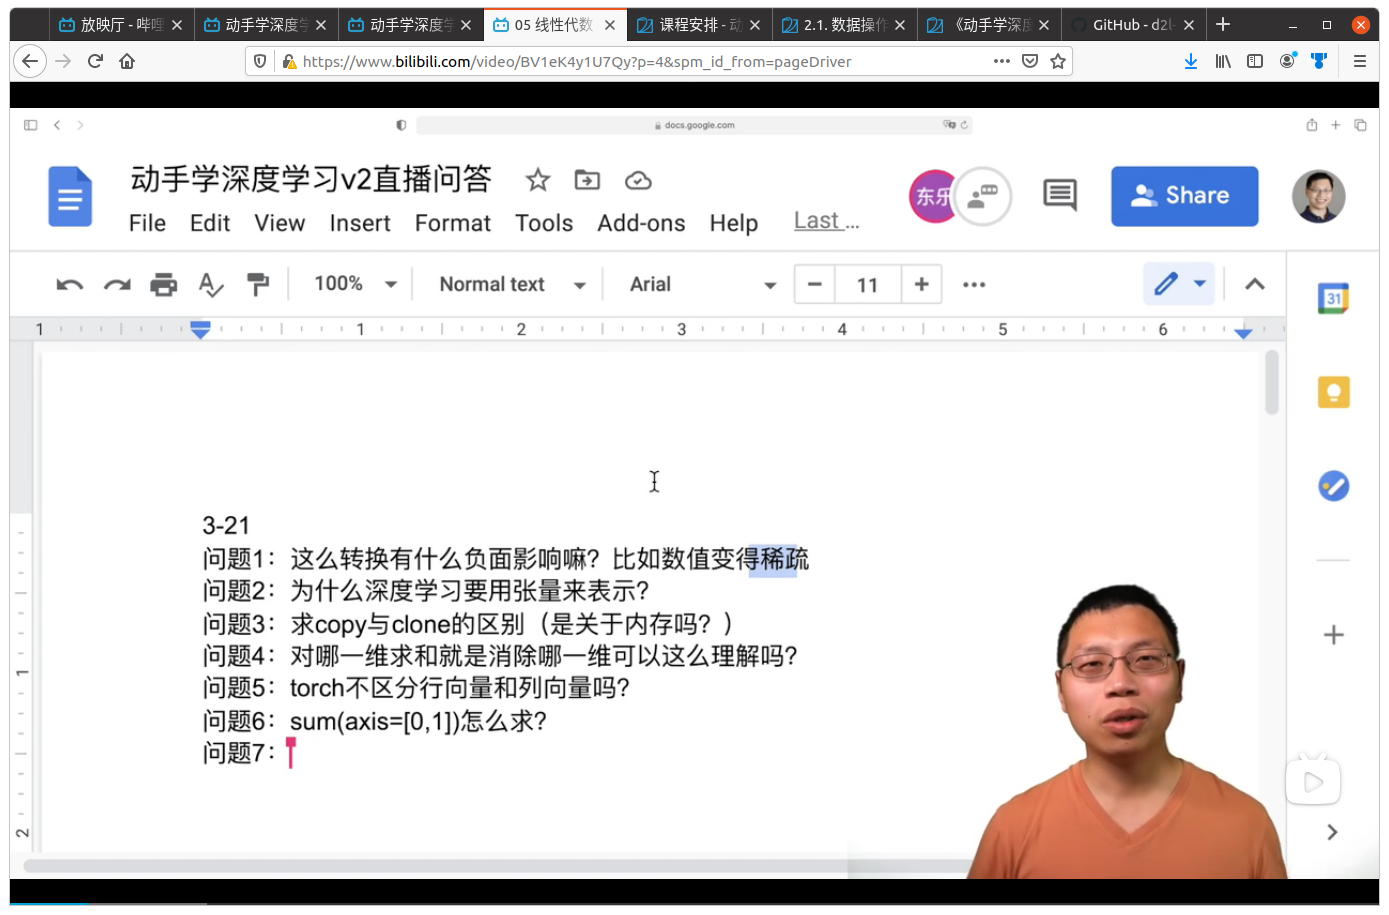 放映厅 - 哔哩
动手学深度学
动手学深度学
05 线性代数
课程安排 - 动
2.1. 数据操作
《动手学深度
GitHub - d2l-
https://www.bilibili.com/video/BV1eK4y1U7Qy?p=4&spm_id_from=pageDriver
docs.google.com
动手学深度学习v2直播问答
东乐
Share
File Edit View Insert Format Tools Add-ons Help Last ...
100% Normal text Arial 11
31
1 1 2 3 4 5 6
3-21
问题1：这么转换有什么负面影响嘛？比如数值变得稀疏
问题2：为什么深度学习要用张量来表示？
问题3：求copy与clone的区别（是关于内存吗？）
问题4：对哪一维求和就是消除哪一维可以这么理解吗？
问题5：torch不区分行向量和列向量吗？
问题6：sum(axis=[0,1])怎么求？
问题7：
1
2